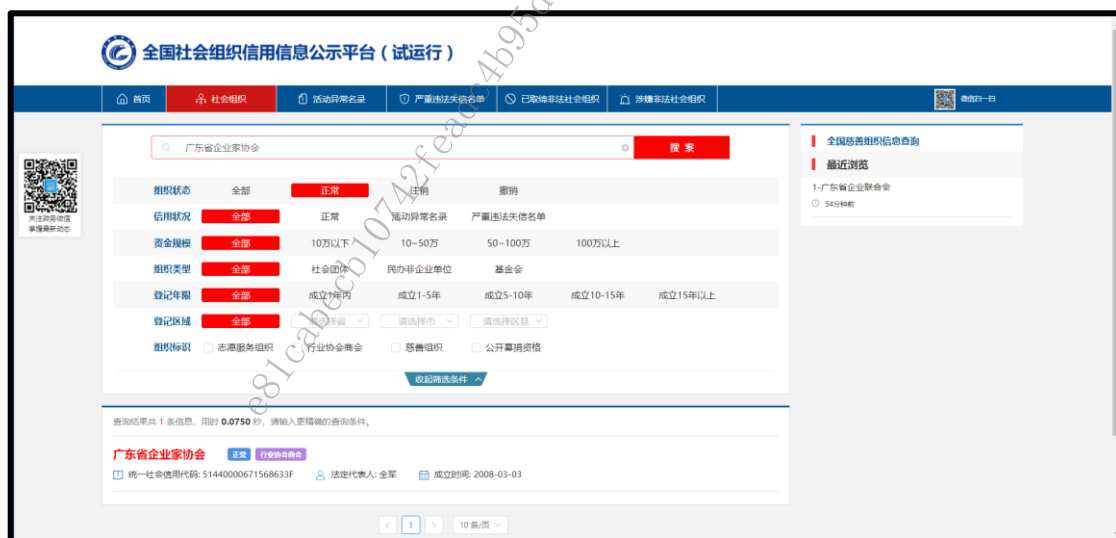 全国社会组织信用信息公示平台（试运行）
首页 社会组织 活动异常名录 严重违法失信名单 已取缔非法社会组织 涉嫌非法社会组织 微信扫一扫
广东省企业家协会 搜索
全国慈善组织信息查询
最近浏览
1-广东省企业联合会
54分钟前
关注政务微信
掌握最新动态
组织状态 全部 正常 注销 撤销
信用状况 全部 正常 活动异常名录 严重违法失信名单
资金规模 全部 10万以下 10~50万 50~100万 100万以上
组织类型 全部 社会团体 民办非企业单位 基金会
登记年限 全部 成立1年内 成立1-5年 成立5-10年 成立10-15年 成立15年以上
登记区域 全部 请选择省 请选择市 请选择区县
组织标识 志愿服务组织 行业协会商会 慈善组织 公开募捐资格
收起筛选条件
查询结果共 1 条信息，用时 0.0750 秒，请输入更精确的查询条件。
广东省企业家协会 正常 行业协会商会
统一社会信用代码: 51440000671568633F 法定代表人: 全军 成立时间: 2008-03-03
1 10 条/页
e81cabecb10742feadc4b95d